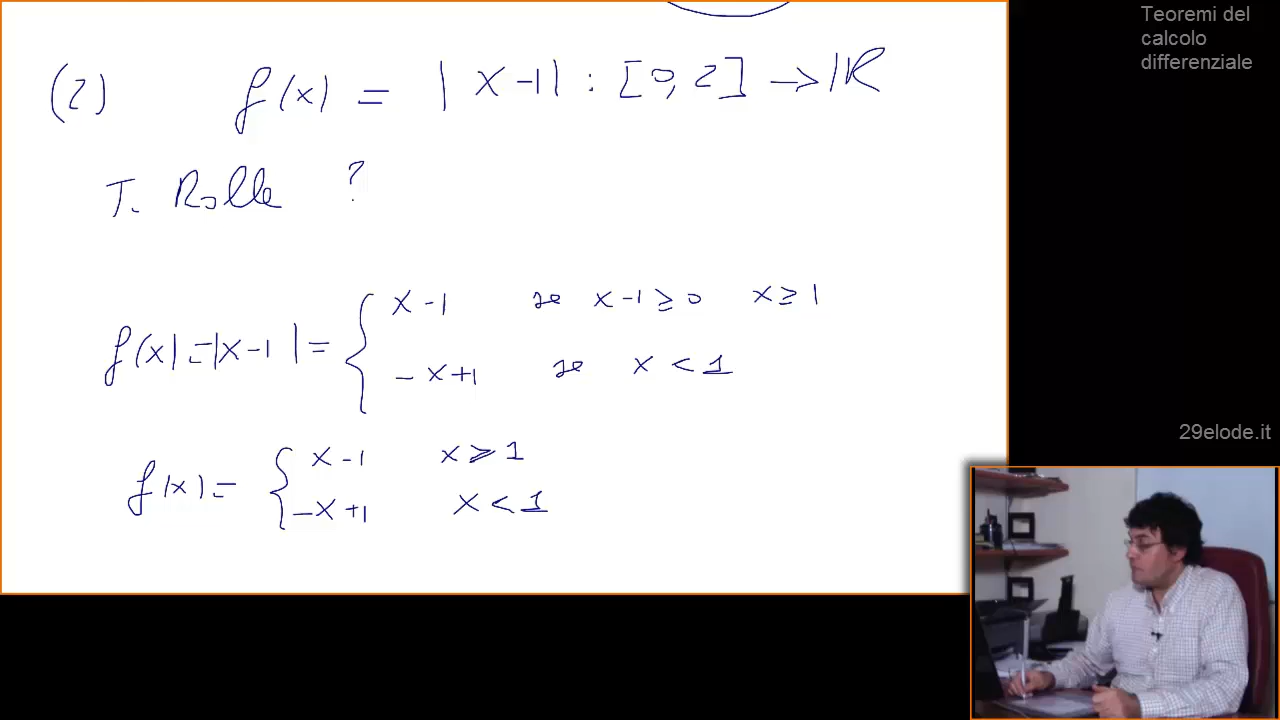 Teoremi del
calcolo
differenziale
(2) f(x) = |x-1| : [0,2] → ℝ
T. Rolle ?
f(x)=|x-1|= { x-1 se x-1≥0 x≥1
-x+1 se x<1
f(x)= { x-1 x≥1
-x+1 x<1
29elode.it